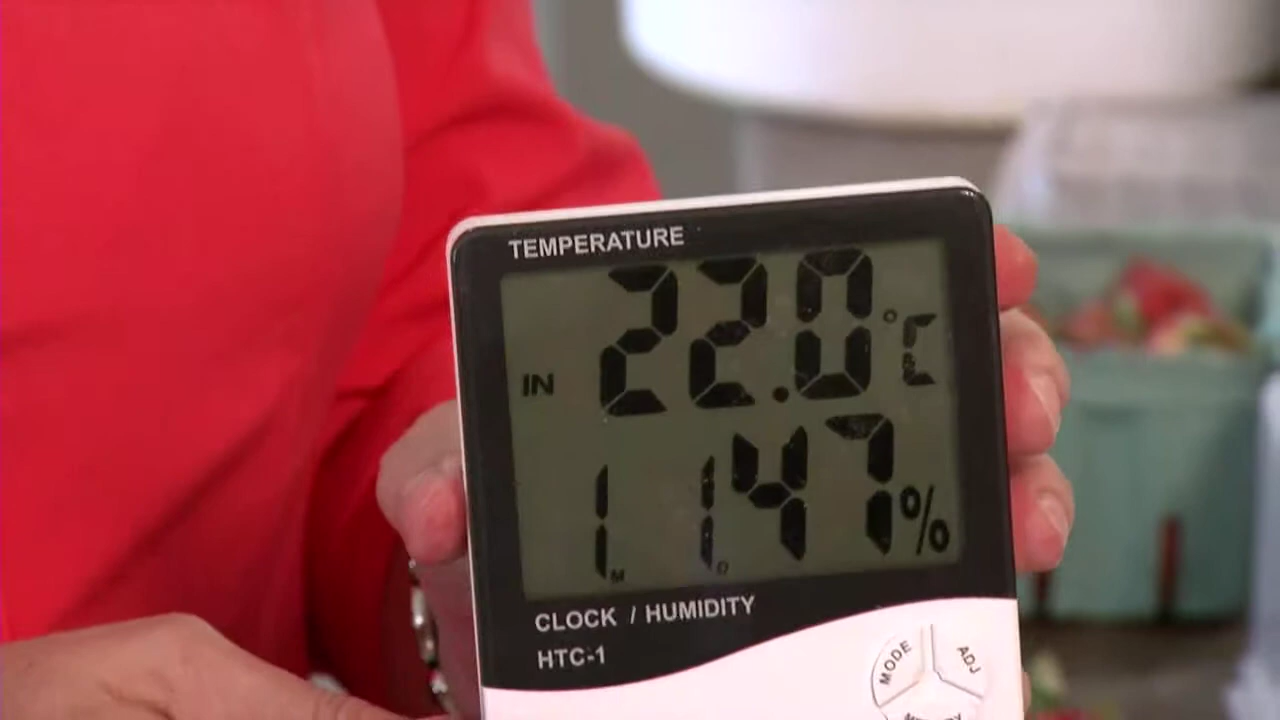 TEMPERATURE
IN 22.0 °C
1 M 1 D 47 %
CLOCK / HUMIDITY
HTC-1
MODE ADJ